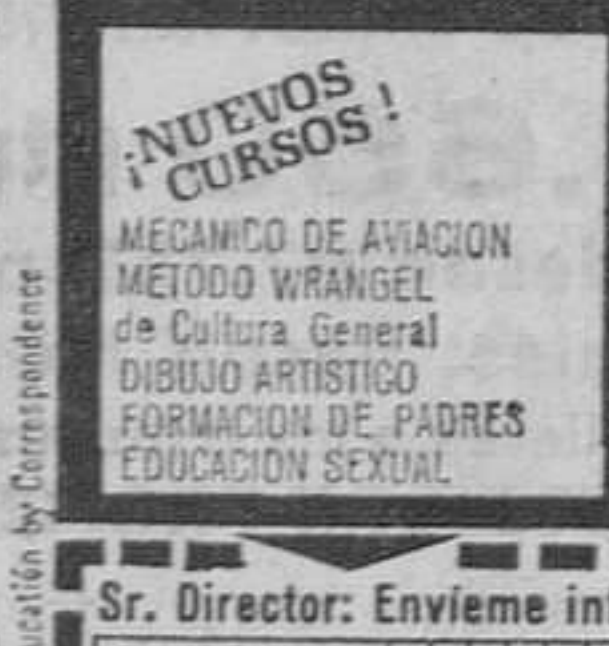 ¡NUEVOS
CURSOS!
MECANICO DE AVIACION
METODO WRANGEL
de Cultura General
DIBUJO ARTISTICO
FORMACION DE PADRES
EDUCACION SEXUAL
Sr. Director: Envíeme
by Correspondence